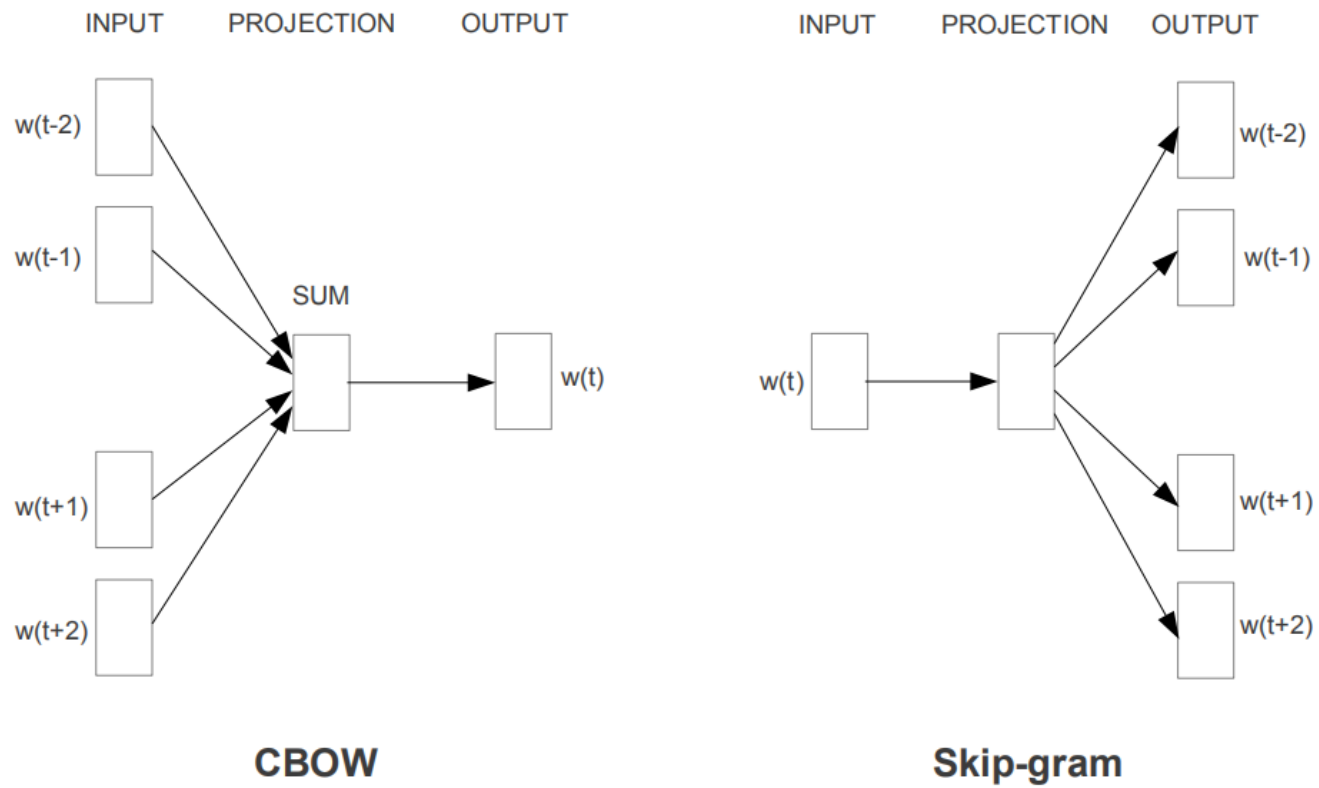 INPUT PROJECTION OUTPUT
w(t-2)
w(t-1)
SUM
w(t)
w(t+1)
w(t+2)
CBOW
INPUT PROJECTION OUTPUT
w(t-2)
w(t-1)
w(t)
w(t+1)
w(t+2)
Skip-gram